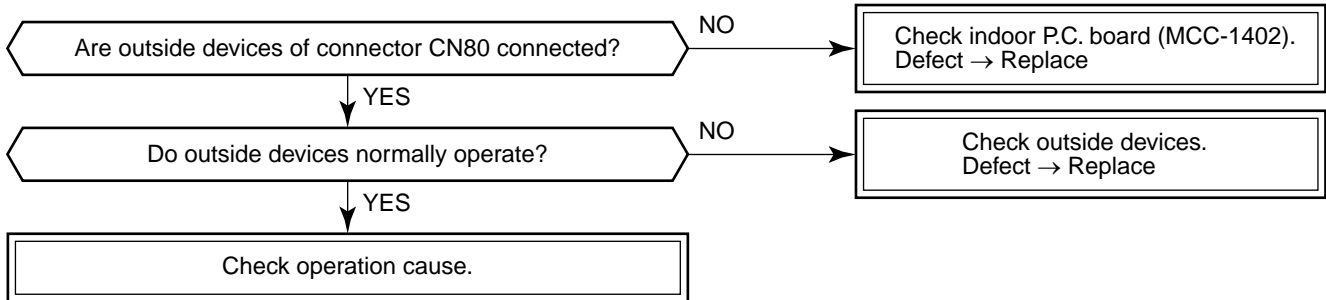 Are outside devices of connector CN80 connected?
NO
Check indoor P.C. board (MCC-1402).
Defect → Replace
YES
Do outside devices normally operate?
NO
Check outside devices.
Defect → Replace
YES
Check operation cause.